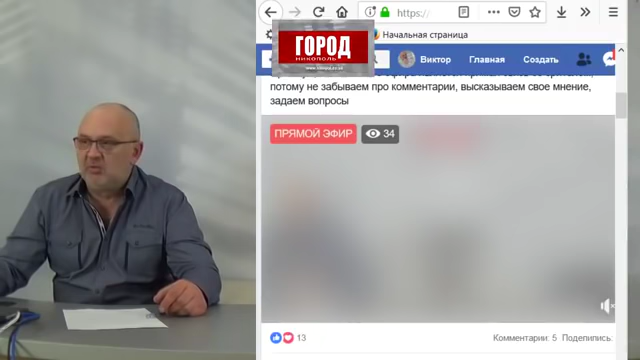 https://
ГОРОД
НИКОПОЛЬ
Начальная страница
Виктор
Главная
Создать
потому не забываем про комментарии, высказываем свое мнение,
задаем вопросы
ПРЯМОЙ ЭФИР
34
13
Комментарии: 5 Поделились: